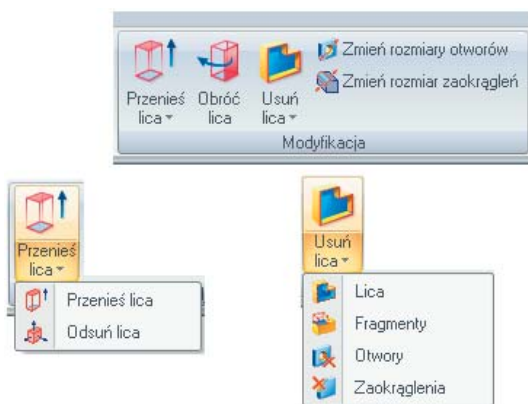 Przenieś lica
Obróć lica
Usuń lica
Zmień rozmiary otworów
Zmień rozmiar zaokrągleń
Modyfikacja
Przenieś lica
Przenieś lica
Odsuń lica
Usuń lica
Lica
Fragmenty
Otwory
Zaokrąglenia